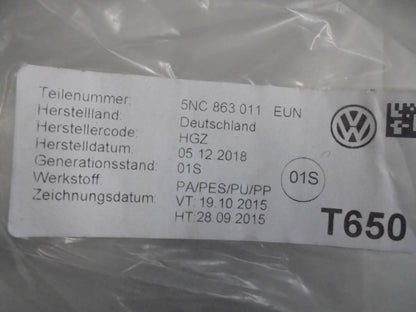 Teilenummer: 5NC 863 011 EUN
Herstellland: Deutschland
Herstellercode: HGZ
Herstelldatum: 05.12.2018
Generationsstand: 01S
Werkstoff: PA/PES/PU/PP
Zeichnungsdatum: VT: 19.10.2015
HT: 28.09.2015
01S
T650